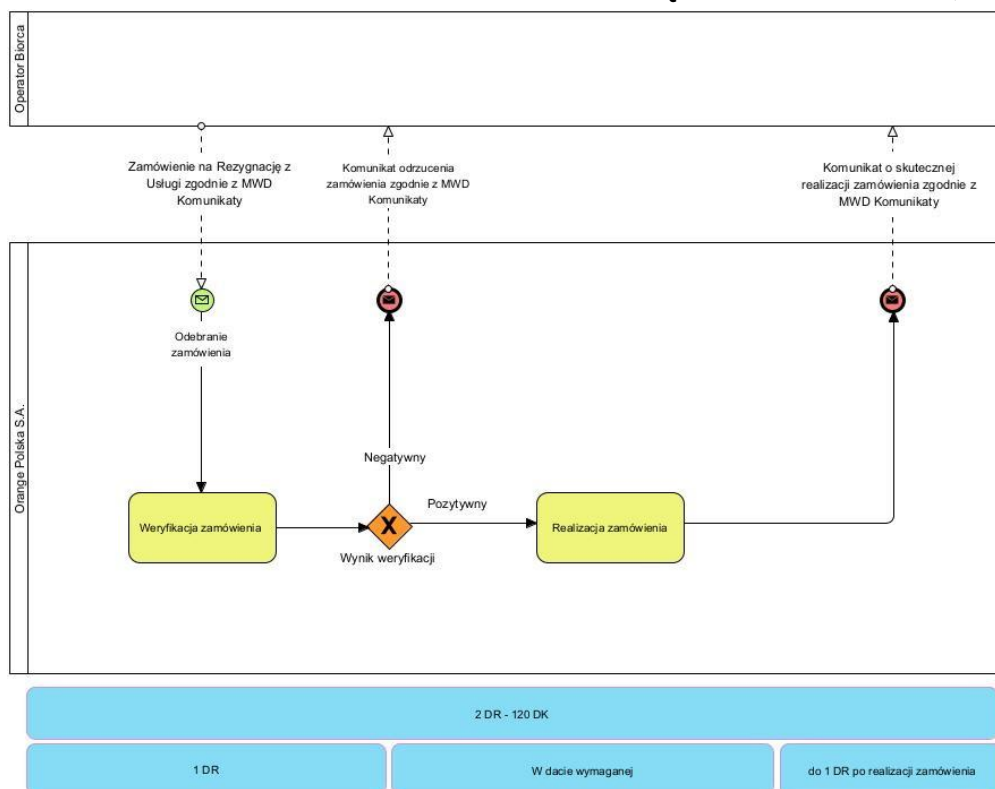 Operator Biorca
Zamówienie na Rezygnację z
Usługi zgodnie z MWD
Komunikaty
Komunikat odrzucenia
zamówienia zgodnie z MWD
Komunikaty
Komunikat o skutecznej
realizacji zamówienia zgodnie z
MWD Komunikaty
Orange Polska S.A.
Odebranie
zamówienia
Negatywny
Pozytywny
Weryfikacja zamówienia
X
Realizacja zamówienia
Wynik weryfikacji
2 DR - 120 DK
1 DR
W dacie wymaganej
do 1 DR po realizacji zamówienia